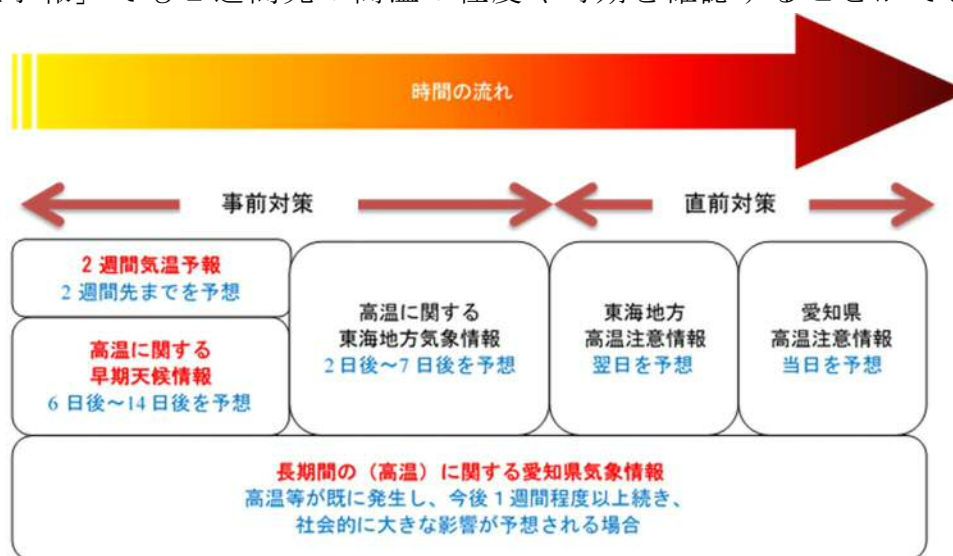 時間の流れ
事前対策
直前対策
2週間気温予報
2週間先までを予想
高温に関する
早期天候情報
6日後～14日後を予想
高温に関する
東海地方気象情報
2日後～7日後を予想
東海地方
高温注意情報
翌日を予想
愛知県
高温注意情報
当日を予想
長期間の（高温）に関する愛知県気象情報
高温等が既に発生し、今後1週間程度以上続き、
社会的に大きな影響が予想される場合